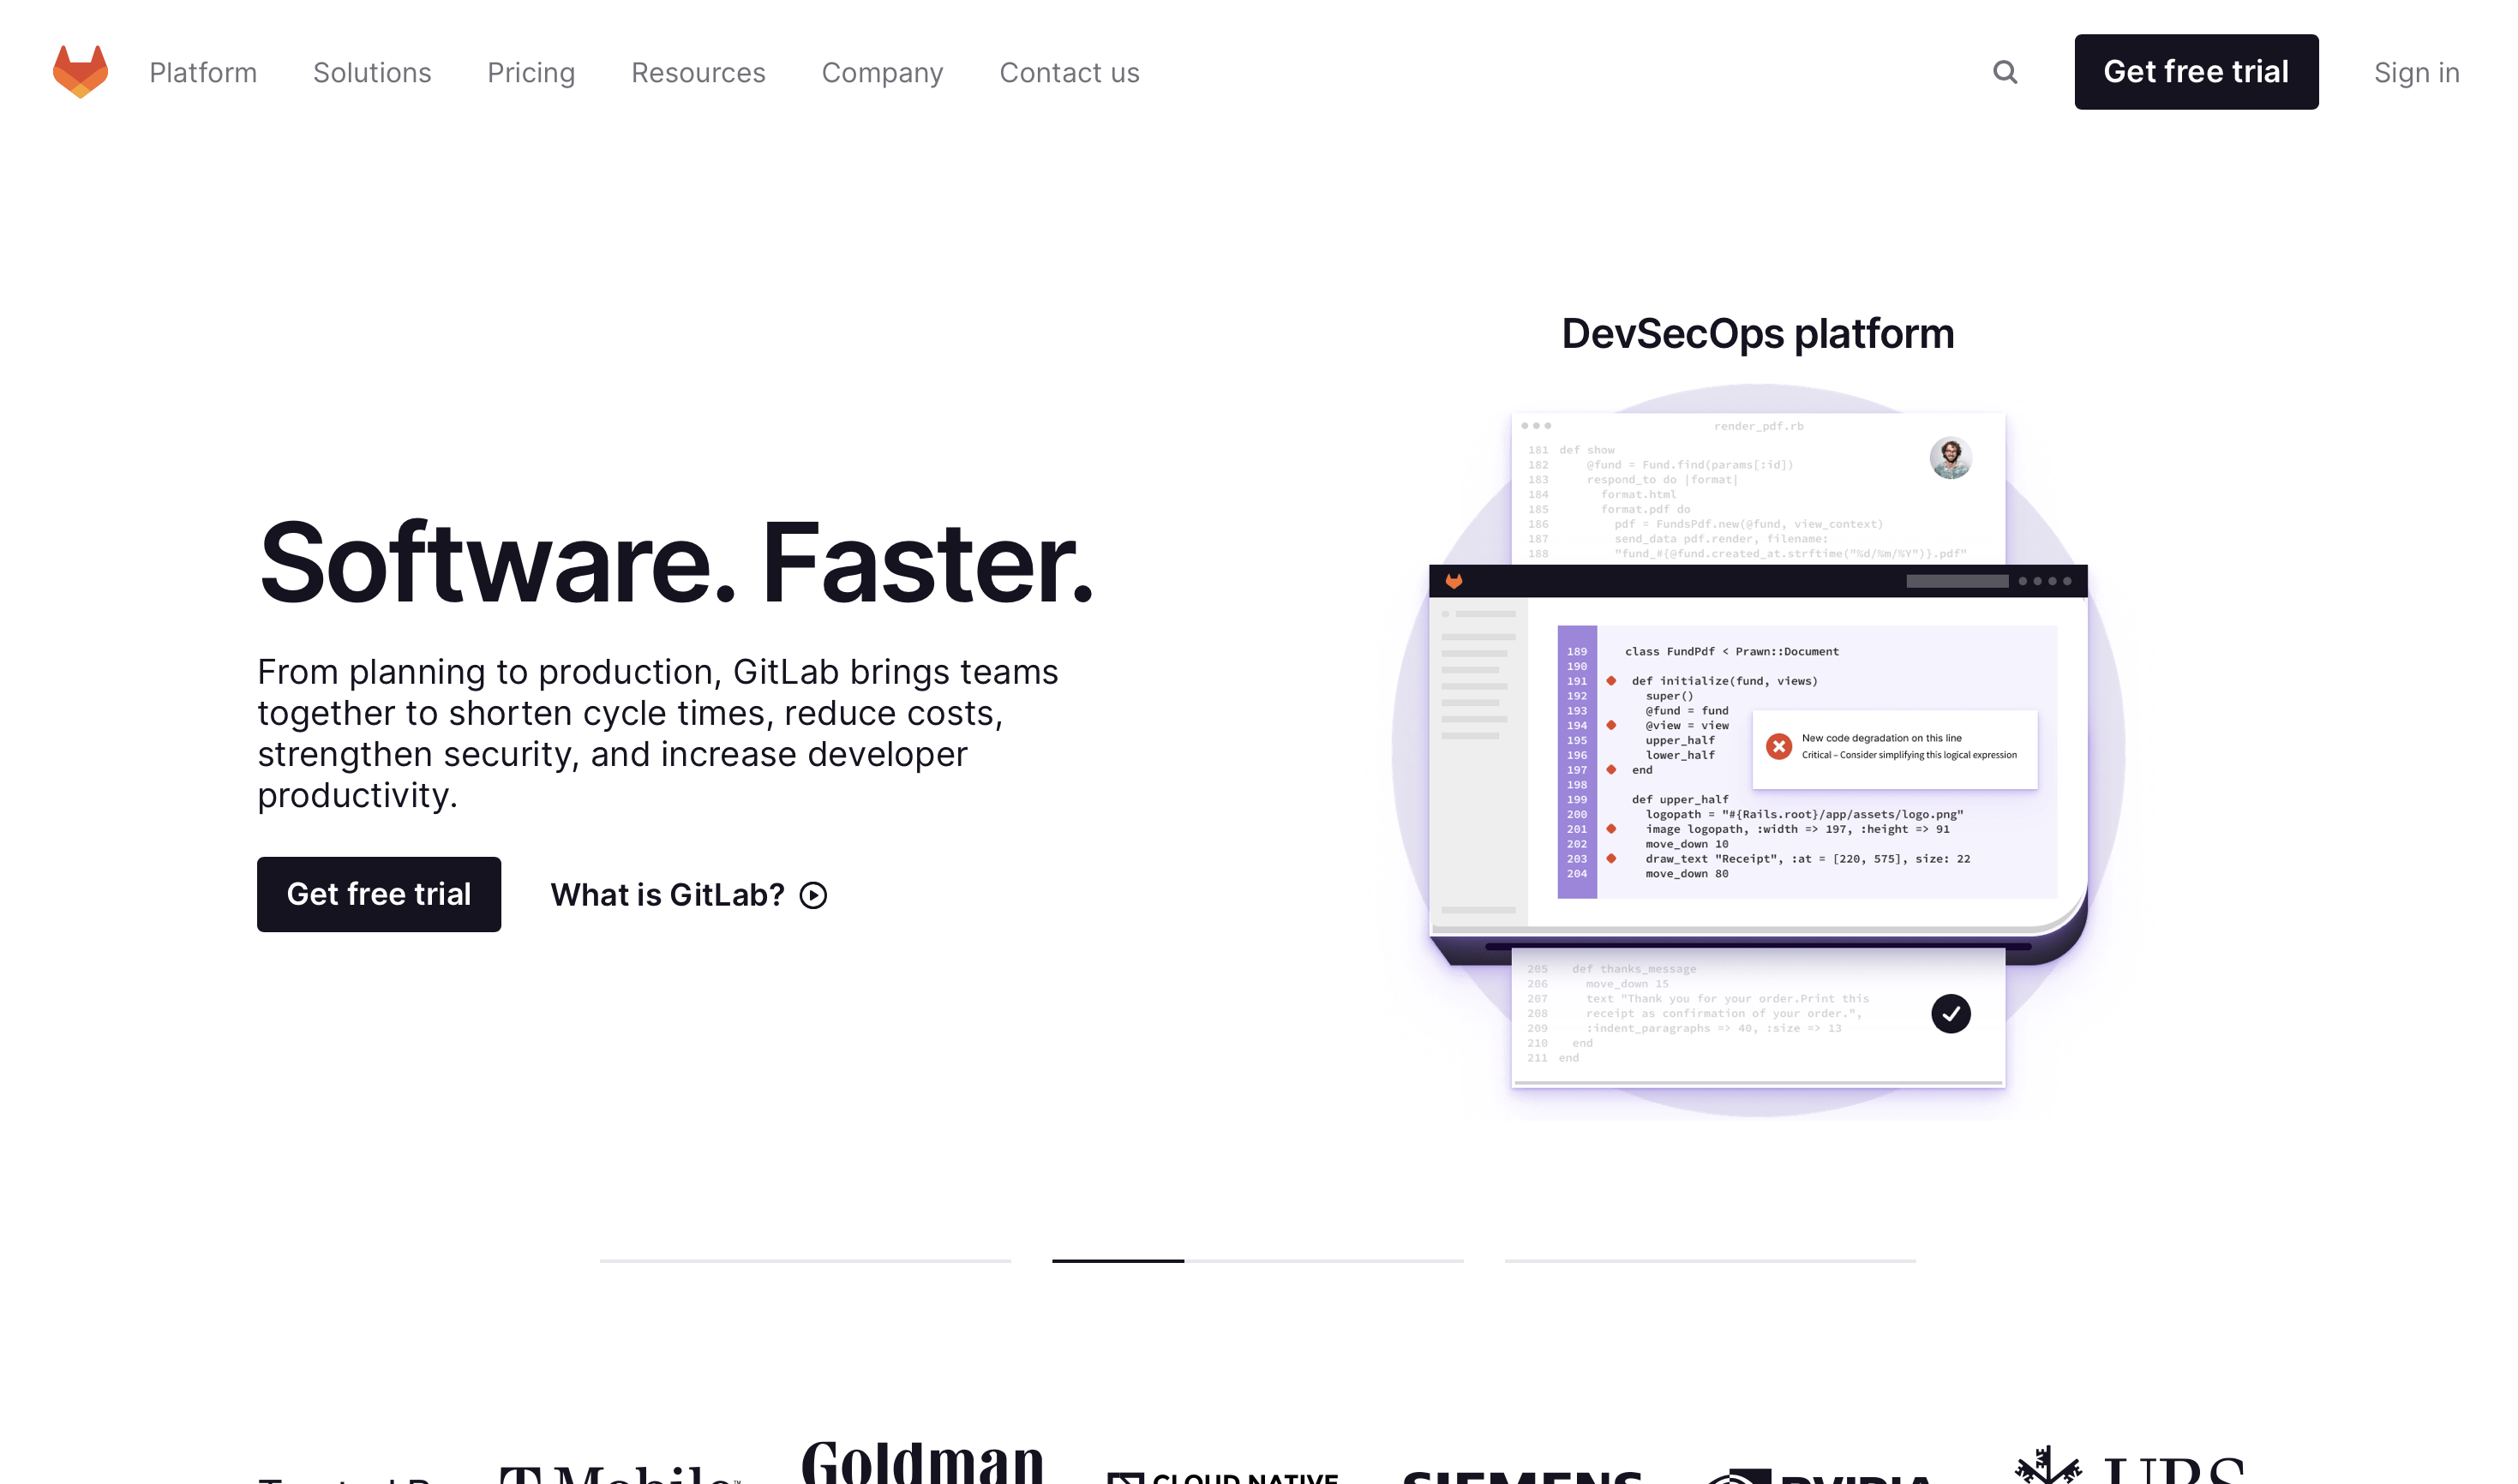 Platform
Solutions
Pricing
Resources
Company
Contact us
Get free trial
Sign in
Software. Faster.
From planning to production, GitLab brings teams
together to shorten cycle times, reduce costs,
strengthen security, and increase developer
productivity.
Get free trial
What is GitLab?
DevSecOps platform
render_pdf.rb
181 def show
182 @fund = Fund.find(params[:id])
183 respond_to do |format|
184 format.html
185 format.pdf do
186 pdf = FundsPdf.new(@fund, view_context)
187 send_data pdf.render, filename:
188 "fund_#{@fund.created_at.strftime("%d/%m/%Y")}.pdf"
189 class FundPdf < Prawn::Document
190
191 def initialize(fund, views)
192 super()
193 @fund = fund
194 @view = view
195 upper_half
196 lower_half
197 end
198
199 def upper_half
200 logopath = "#{Rails.root}/app/assets/logo.png"
201 image logopath, :width => 197, :height => 91
202 move_down 10
203 draw_text "Receipt", :at = [220, 575], size: 22
204 move_down 80
New code degradation on this line
Critical – Consider simplifying this logical expression
205 def thanks_message
206 move_down 15
207 text "Thank you for your order.Print this
208 receipt as confirmation of your order.",
209 :indent_paragraphs => 40, :size => 13
210 end
211 end
T Mobile™
Goldman
CLOUD NATIVE
SIEMENS
NVIDIA
UBS